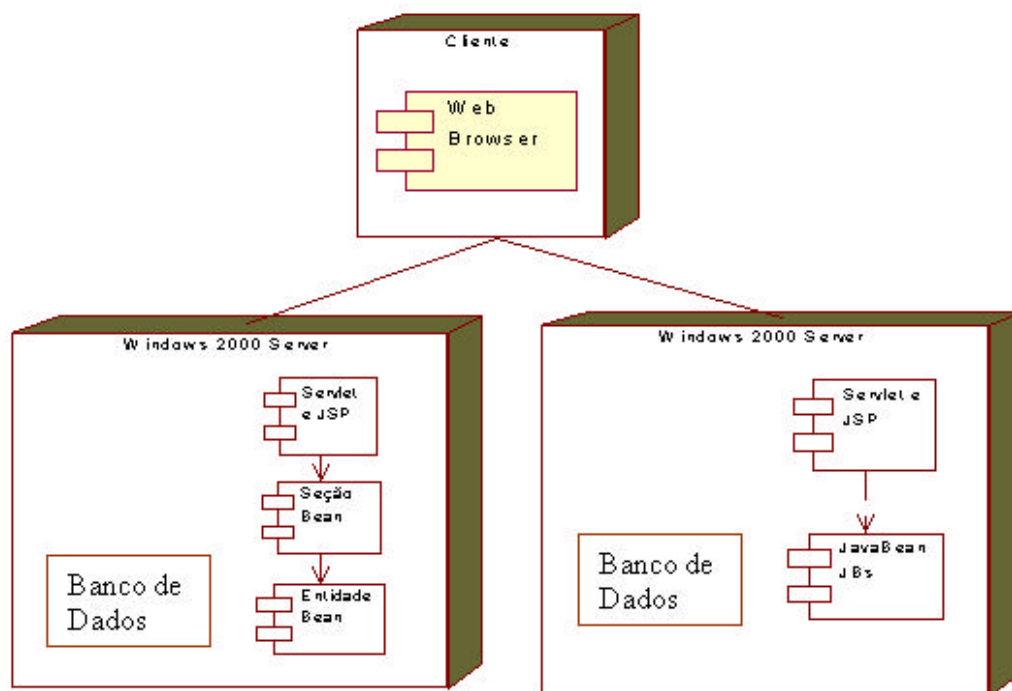 Cliente
Web
Browser
Windows 2000 Server
Servlet
e JSP
Seção
Bean
Entidade
Bean
Banco de
Dados
Windows 2000 Server
Servlet e
JSP
JavaBean
JBs
Banco de
Dados